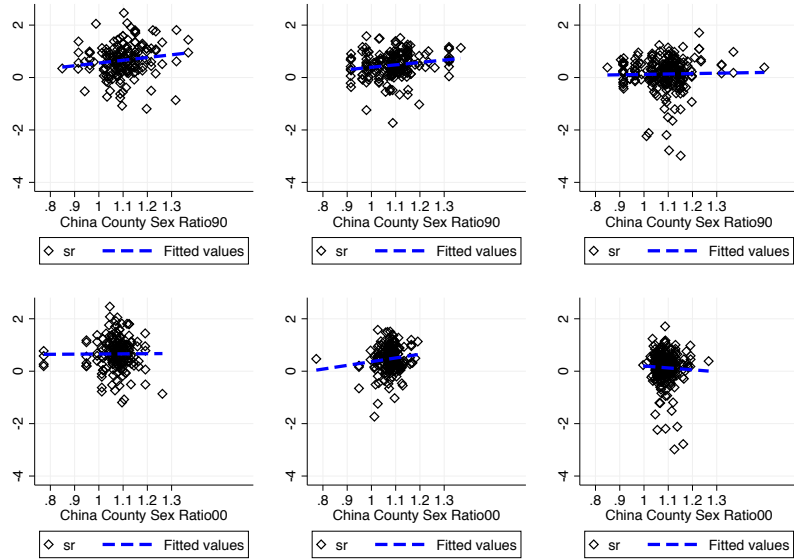 2
0
-2
-4
.8 .9 1 1.1 1.2 1.3
China County Sex Ratio90
sr Fitted values
2
0
-2
-4
.8 .9 1 1.1 1.2 1.3
China County Sex Ratio90
sr Fitted values
2
0
-2
-4
.8 .9 1 1.1 1.2 1.3
China County Sex Ratio90
sr Fitted values
2
0
-2
-4
.8 .9 1 1.1 1.2 1.3
China County Sex Ratio00
sr Fitted values
2
0
-2
-4
.8 .9 1 1.1 1.2 1.3
China County Sex Ratio00
sr Fitted values
2
0
-2
-4
.8 .9 1 1.1 1.2 1.3
China County Sex Ratio00
sr Fitted values